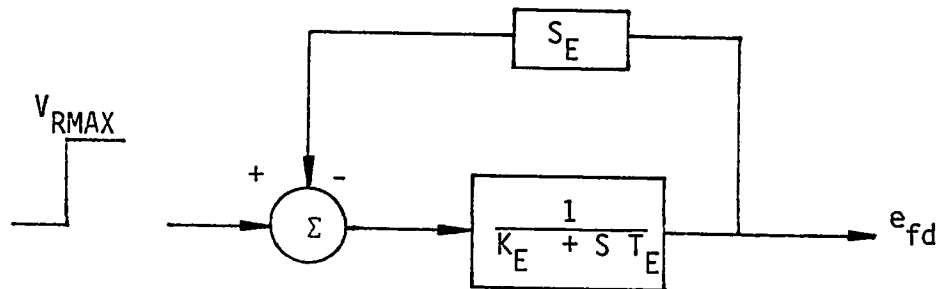 S_E
V_RMAX
+ -
Σ
1
K_E + S T_E
e_fd